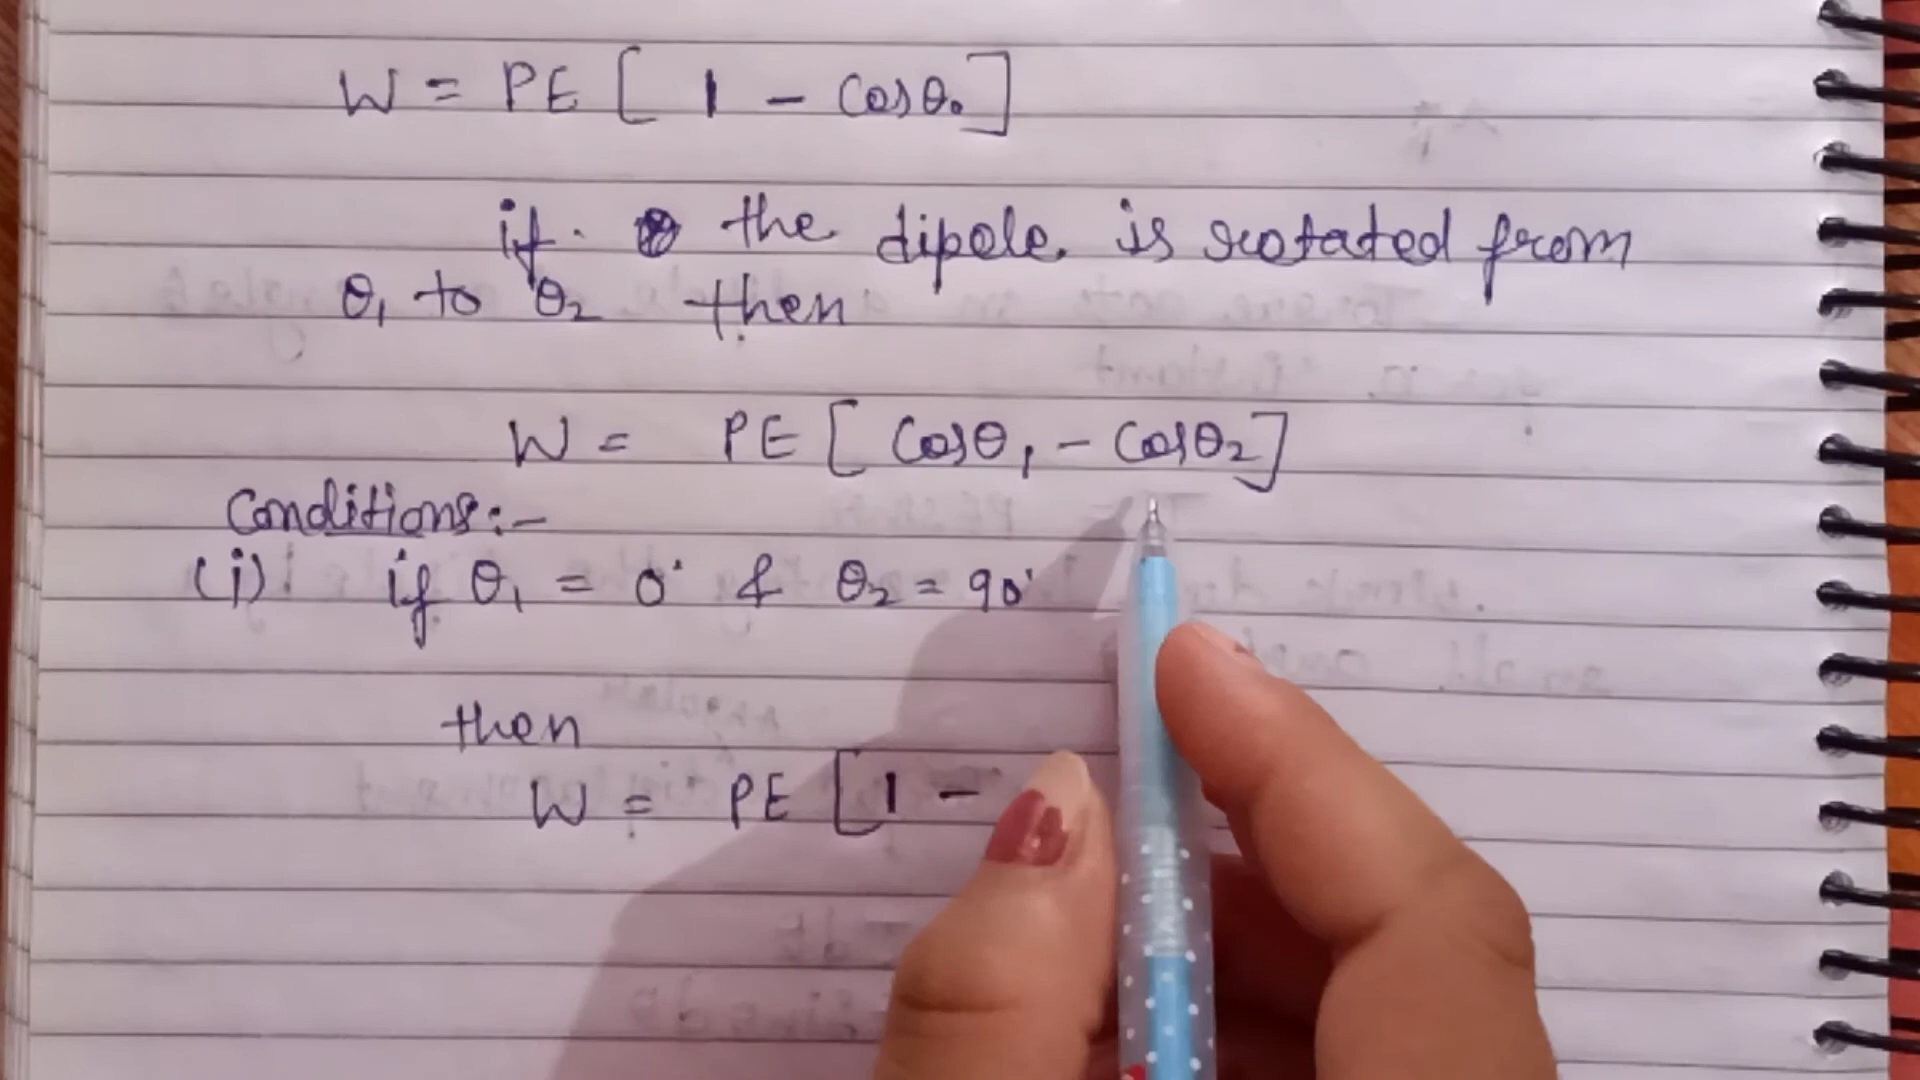 W = PE [ 1 - Cosθ₀]
if the dipole is rotated from
θ₁ to θ₂ then
W = PE [ Cosθ₁ - Cosθ₂]
Conditions:-
(i) if θ₁ = 0° & θ₂ = 90°
then
W = PE [1 -